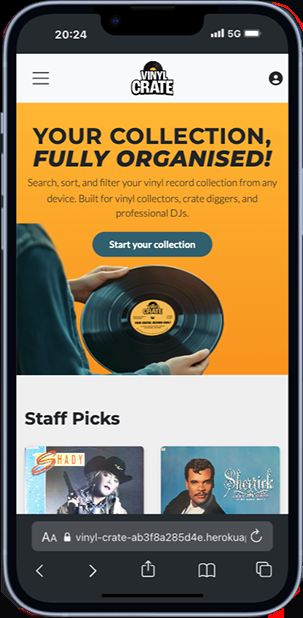 20:24
5G
VINYL
CRATE
YOUR COLLECTION,
FULLY ORGANISED!
Search, sort, and filter your vinyl record collection from any
device. Built for vinyl collectors, crate diggers, and
professional DJs.
Start your collection
VINYL
CRATE
Staff Picks
SHADY
Sherrick
AA vinyl-crate-ab3f8a285d4e.herokuap